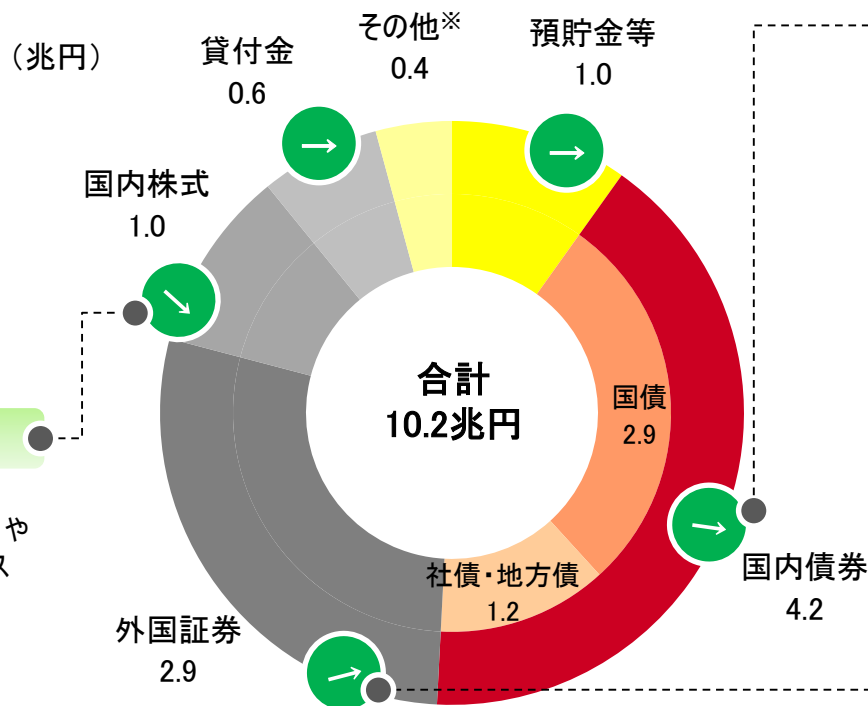 (兆円)
貸付金
0.6
その他※
0.4
預貯金等
1.0
国内株式
1.0
→
→
→
合計
10.2兆円
国債
2.9
社債・地方債
1.2
→
国内債券
4.2
や
ス
外国証券
2.9
→